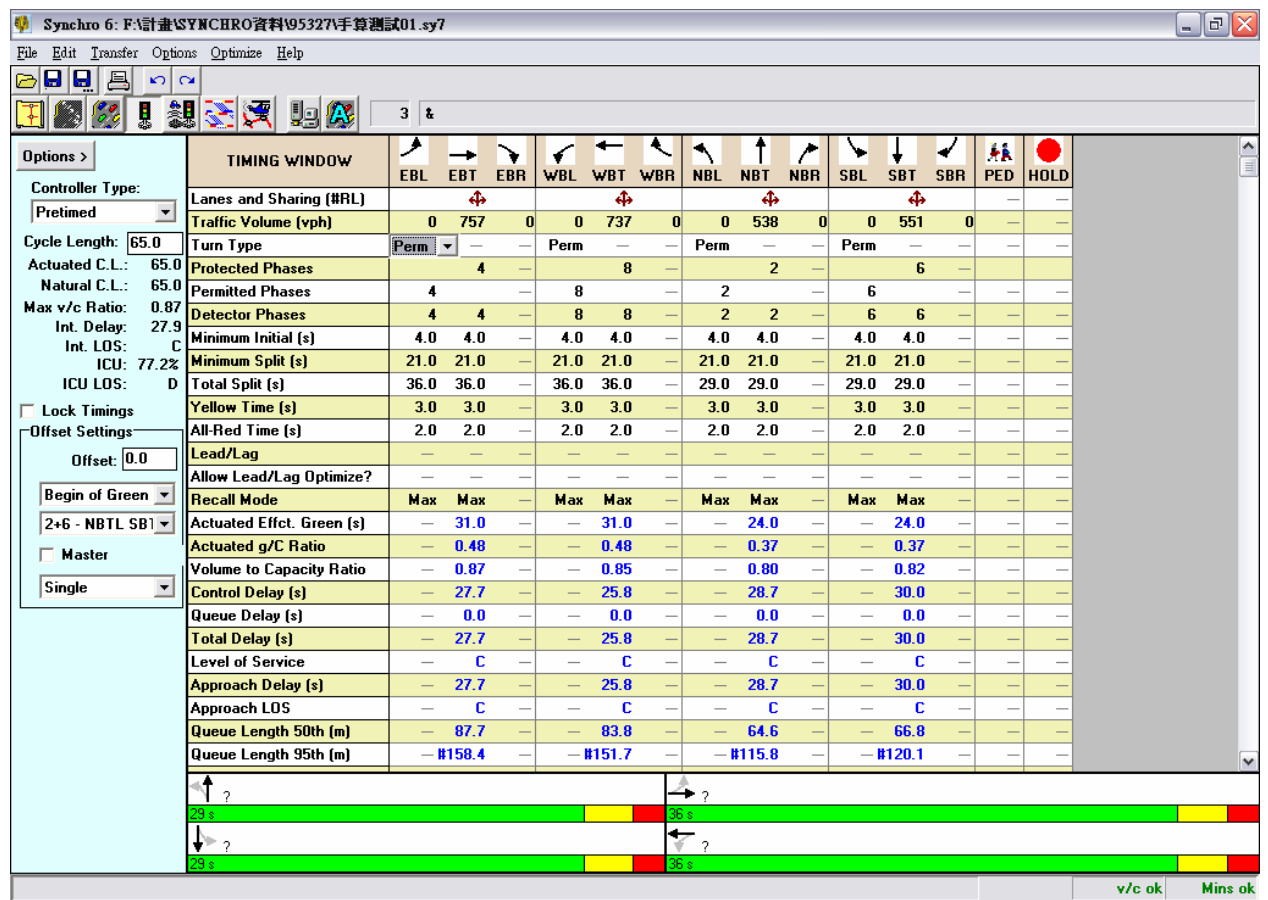 Synchro 6: F:\計畫\SYNCHRO資料\95327\手算測試01.sy7
File Edit Transfer Options Optimize Help
3 &
Options >
Controller Type:
Pretimed
Cycle Length: 65.0
Actuated C.L.: 65.0
Natural C.L.: 65.0
Max v/c Ratio: 0.87
Int. Delay: 27.9
Int. LOS: C
ICU: 77.2%
ICU LOS: D
Lock Timings
Offset Settings
Offset: 0.0
Begin of Green
2+6 - NBTL SBT
Master
Single
TIMING WINDOW EBL EBT EBR WBL WBT WBR NBL NBT NBR SBL SBT SBR PED HOLD
Lanes and Sharing (#RL) — —
Traffic Volume (vph) 0 757 0 0 737 0 0 538 0 0 551 0 — —
Turn Type Perm — — Perm — — Perm — — Perm — — — —
Protected Phases 4 — 8 — 2 — 6 — — —
Permitted Phases 4 — 8 — 2 — 6 — — —
Detector Phases 4 4 — 8 8 — 2 2 — 6 6 — — —
Minimum Initial (s) 4.0 4.0 — 4.0 4.0 — 4.0 4.0 — 4.0 4.0 — — —
Minimum Split (s) 21.0 21.0 — 21.0 21.0 — 21.0 21.0 — 21.0 21.0 — — —
Total Split (s) 36.0 36.0 — 36.0 36.0 — 29.0 29.0 — 29.0 29.0 — — —
Yellow Time (s) 3.0 3.0 — 3.0 3.0 — 3.0 3.0 — 3.0 3.0 — — —
All-Red Time (s) 2.0 2.0 — 2.0 2.0 — 2.0 2.0 — 2.0 2.0 — — —
Lead/Lag — — — — — — — — — — — — — —
Allow Lead/Lag Optimize? — — — — — — — — — — — — — —
Recall Mode Max Max — Max Max — Max Max — Max Max — — —
Actuated Effct. Green (s) — 31.0 — — 31.0 — — 24.0 — — 24.0 — — —
Actuated g/C Ratio — 0.48 — — 0.48 — — 0.37 — — 0.37 — — —
Volume to Capacity Ratio — 0.87 — — 0.85 — — 0.80 — — 0.82 — — —
Control Delay (s) — 27.7 — — 25.8 — — 28.7 — — 30.0 — — —
Queue Delay (s) — 0.0 — — 0.0 — — 0.0 — — 0.0 — — —
Total Delay (s) — 27.7 — — 25.8 — — 28.7 — — 30.0 — — —
Level of Service — C — — C — — C — — C — — —
Approach Delay (s) — 27.7 — — 25.8 — — 28.7 — — 30.0 — — —
Approach LOS — C — — C — — C — — C — — —
Queue Length 50th (m) — 87.7 — — 83.8 — — 64.6 — — 66.8 — — —
Queue Length 95th (m) — #158.4 — — #151.7 — — #115.8 — — #120.1 — — —
? ?
29 s 36 s
? ?
29 s 36 s
v/c ok Mins ok